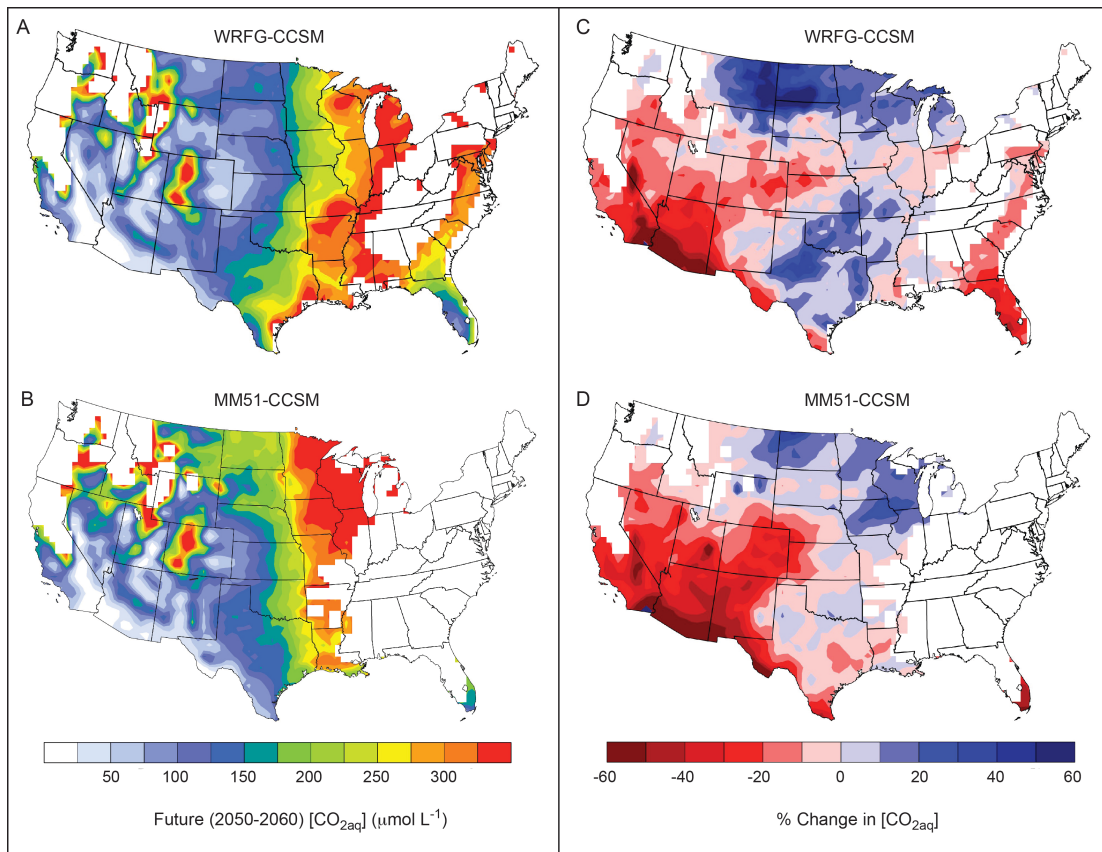 A
WRFG-CCSM
B
MM51-CCSM
50 100 150 200 250 300
Future (2050-2060) [CO2aq] (μmol L-1)
C
WRFG-CCSM
D
MM51-CCSM
-60 -40 -20 0 20 40 60
% Change in [CO2aq]